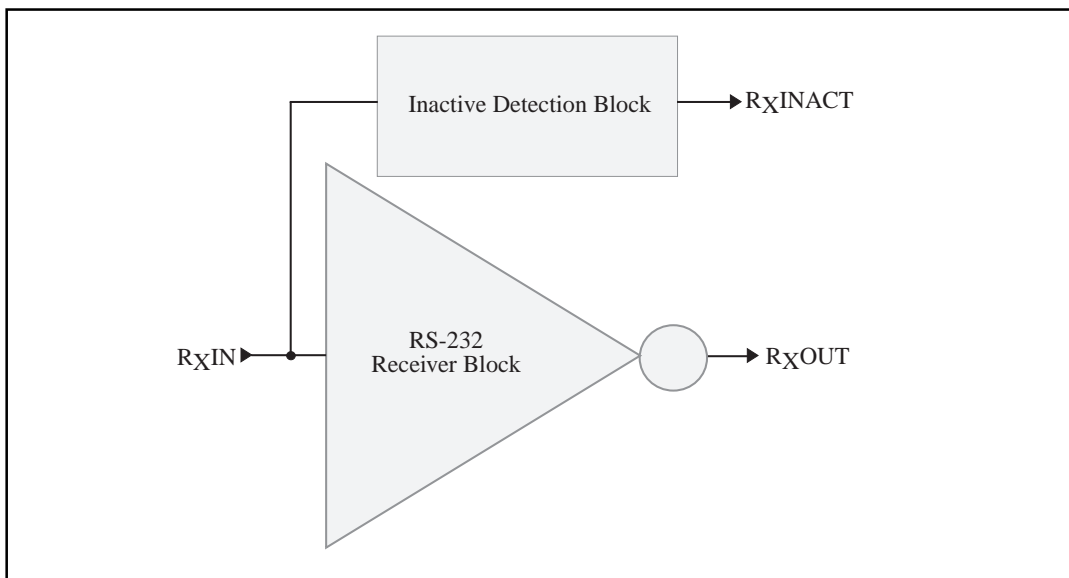 Inactive Detection Block
RXINACT
RXIN
RS-232
Receiver Block
RXOUT